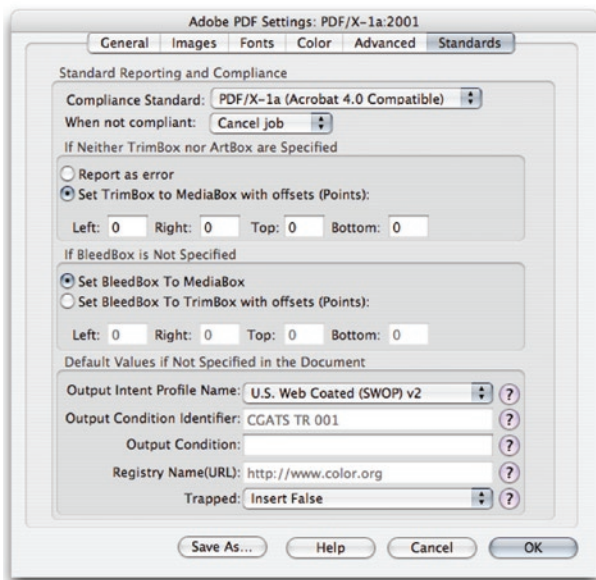 Adobe PDF Settings: PDF/X-1a:2001
General Images Fonts Color Advanced Standards
Standard Reporting and Compliance
Compliance Standard: PDF/X-1a (Acrobat 4.0 Compatible)
When not compliant: Cancel job
If Neither TrimBox nor ArtBox are Specified
Report as error
Set TrimBox to MediaBox with offsets (Points):
Left: 0 Right: 0 Top: 0 Bottom: 0
If BleedBox is Not Specified
Set BleedBox To MediaBox
Set BleedBox To TrimBox with offsets (Points):
Left: 0 Right: 0 Top: 0 Bottom: 0
Default Values if Not Specified in the Document
Output Intent Profile Name: U.S. Web Coated (SWOP) v2 ?
Output Condition Identifier: CGATS TR 001 ?
Output Condition: ?
Registry Name(URL): http://www.color.org ?
Trapped: Insert False ?
Save As... Help Cancel OK